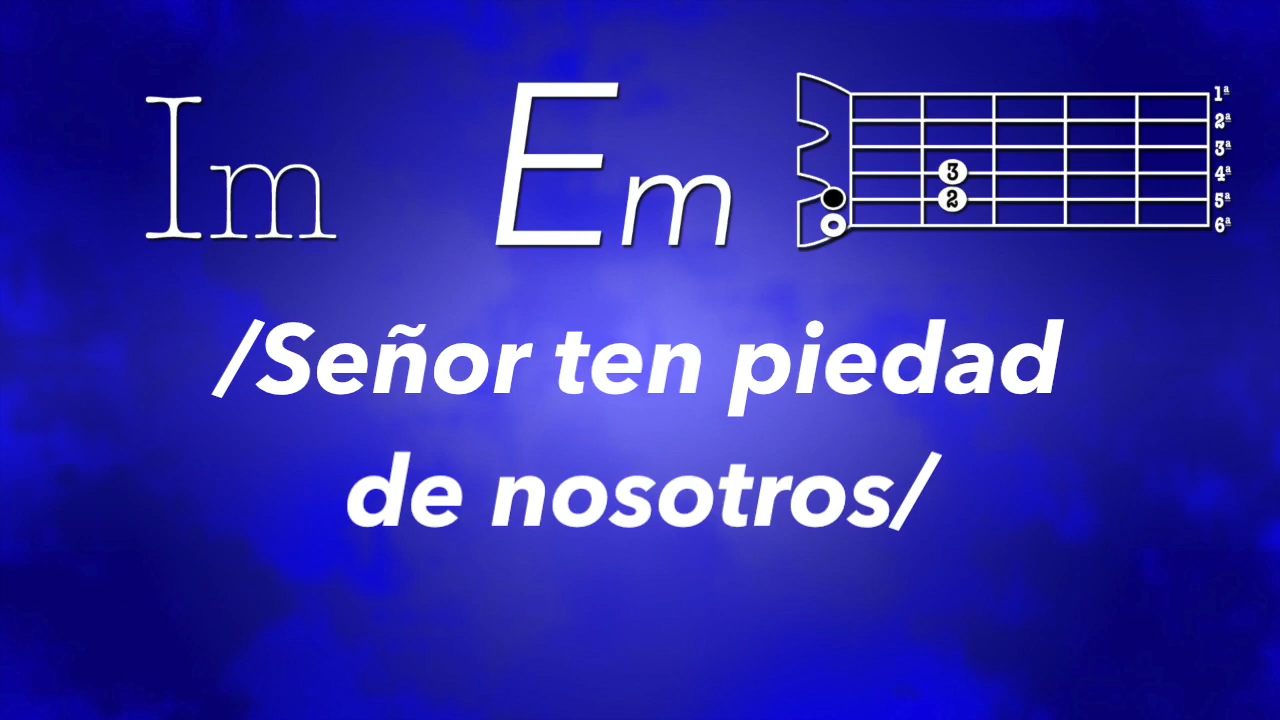 Im Em
1ª
2ª
3ª
3 4ª
2 5ª
6ª
/Señor ten piedad
de nosotros/